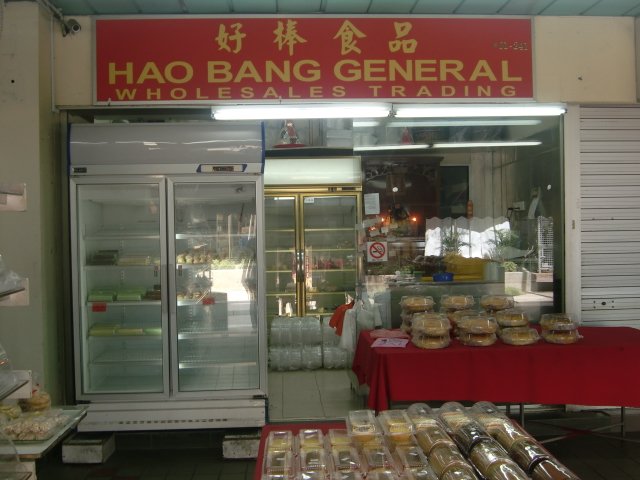 好棒食品
HAO BANG GENERAL
WHOLESALES TRADING